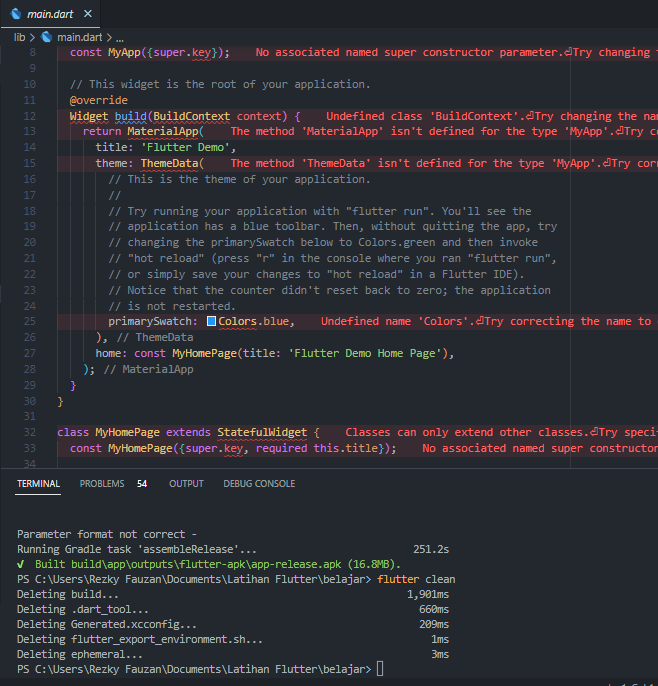 main.dart ×
lib > main.dart > ...
8 const MyApp({super.key}); No associated named super constructor parameter.⏎Try changing
9
10 // This widget is the root of your application.
11 @override
12 Widget build(BuildContext context) { Undefined class 'BuildContext'.⏎Try changing the na
13 return MaterialApp( The method 'MaterialApp' isn't defined for the type 'MyApp'.⏎Try co
14 title: 'Flutter Demo',
15 theme: ThemeData( The method 'ThemeData' isn't defined for the type 'MyApp'.⏎Try corr
16 // This is the theme of your application.
17 //
18 // Try running your application with "flutter run". You'll see the
19 // application has a blue toolbar. Then, without quitting the app, try
20 // changing the primarySwatch below to Colors.green and then invoke
21 // "hot reload" (press "r" in the console where you ran "flutter run",
22 // or simply save your changes to "hot reload" in a Flutter IDE).
23 // Notice that the counter didn't reset back to zero; the application
24 // is not restarted.
25 primarySwatch: Colors.blue, Undefined name 'Colors'.⏎Try correcting the name to
26 ), // ThemeData
27 home: const MyHomePage(title: 'Flutter Demo Home Page'),
28 ); // MaterialApp
29 }
30 }
31
32 class MyHomePage extends StatefulWidget { Classes can only extend other classes.⏎Try speci
33 const MyHomePage({super.key, required this.title}); No associated named super constructor
34
TERMINAL PROBLEMS 54 OUTPUT DEBUG CONSOLE
Parameter format not correct -
Running Gradle task 'assembleRelease'... 251.2s
√ Built build\app\outputs\flutter-apk\app-release.apk (16.8MB).
PS C:\Users\Rezky Fauzan\Documents\Latihan Flutter\belajar> flutter clean
Deleting build... 1,901ms
Deleting .dart_tool... 660ms
Deleting Generated.xcconfig... 209ms
Deleting flutter_export_environment.sh... 1ms
Deleting ephemeral... 3ms
PS C:\Users\Rezky Fauzan\Documents\Latihan Flutter\belajar>